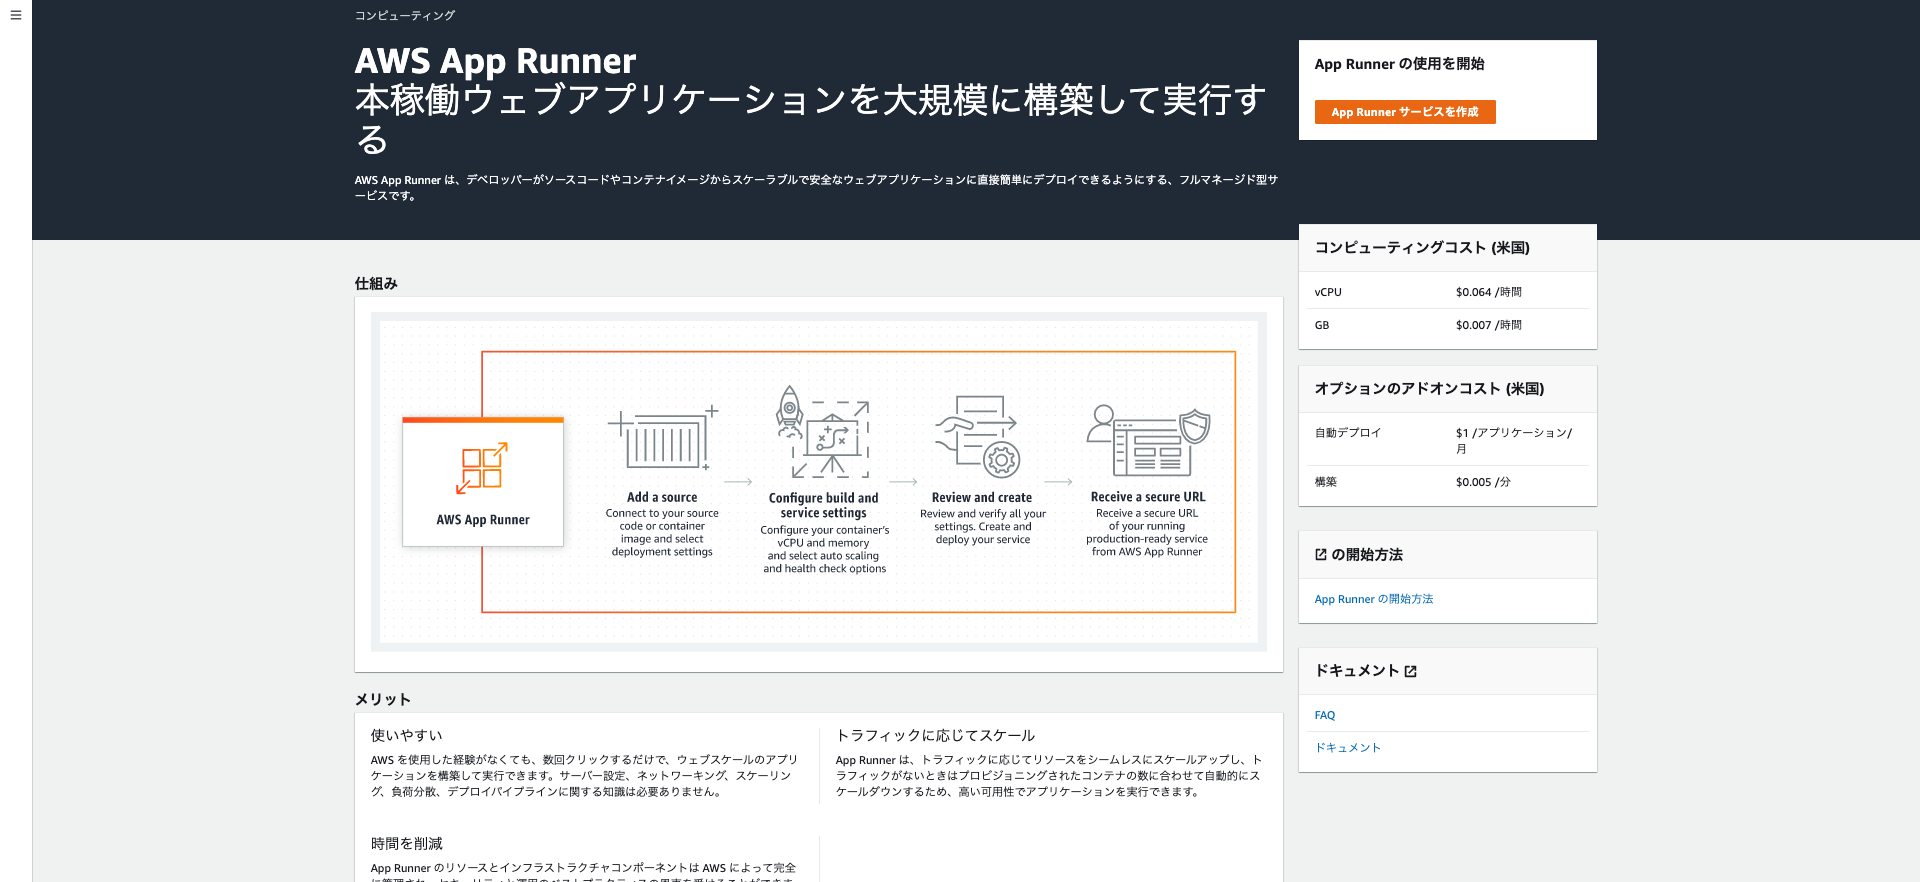 コンピューティング
AWS App Runner
本稼働ウェブアプリケーションを大規模に構築して実行す
る
AWS App Runner は、デベロッパーがソースコードやコンテナイメージからスケーラブルで安全なウェブアプリケーションに直接簡単にデプロイできるようにする、フルマネージド型サ
ービスです。
App Runner の使用を開始
App Runner サービスを作成
コンピューティングコスト (米国)
vCPU $0.064 /時間
GB $0.007 /時間
オプションのアドオンコスト (米国)
自動デプロイ $1 /アプリケーション/
月
構築 $0.005 /分
の開始方法
App Runner の開始方法
ドキュメント
FAQ
ドキュメント
仕組み
AWS App Runner
Add a source
Connect to your source
code or container
image and select
deployment settings
Configure build and
service settings
Configure your container's
vCPU and memory
and select auto scaling
and health check options
Review and create
Review and verify all your
settings. Create and
deploy your service
Receive a secure URL
Receive a secure URL
of your running
production-ready service
from AWS App Runner
メリット
使いやすい
AWS を使用した経験がなくても、数回クリックするだけで、ウェブスケールのアプリ
ケーションを構築して実行できます。サーバー設定、ネットワーキング、スケーリン
グ、負荷分散、デプロイパイプラインに関する知識は必要ありません。
トラフィックに応じてスケール
App Runner は、トラフィックに応じてリソースをシームレスにスケールアップし、ト
ラフィックがないときはプロビジョニングされたコンテナの数に合わせて自動的にス
ケールダウンするため、高い可用性でアプリケーションを実行できます。
時間を削減
App Runner のリソースとインフラストラクチャコンポーネントは AWS によって完全